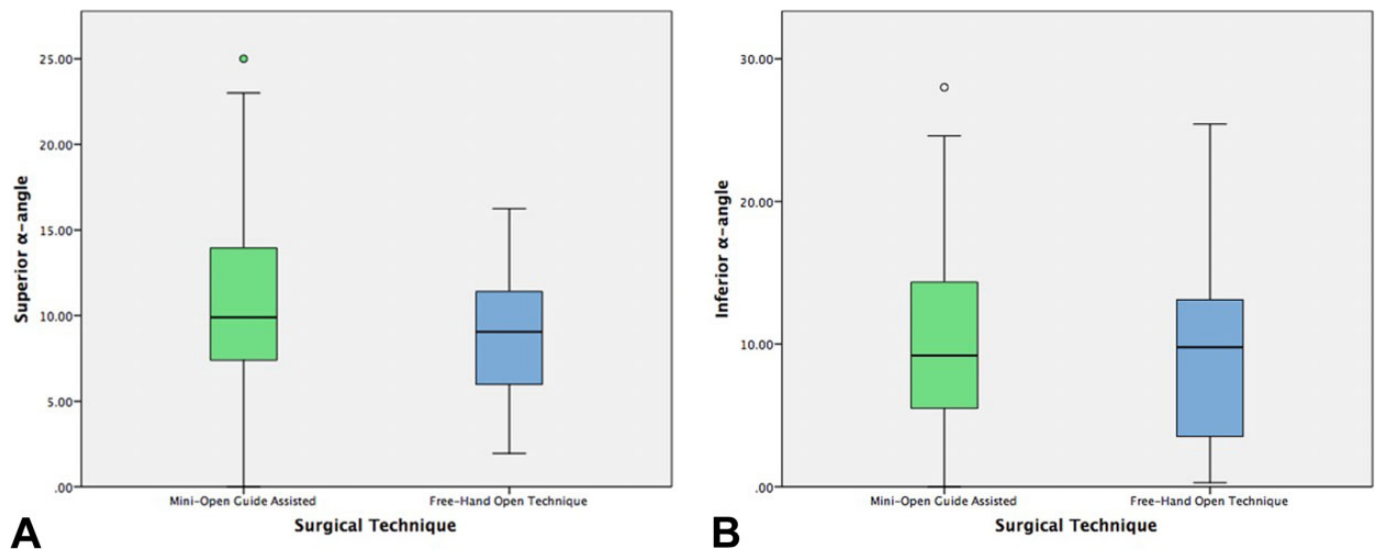 25.00
20.00
15.00
10.00
5.00
.00
Superior α-angle
Mini-Open Guide Assisted
Free-Hand Open Technique
Surgical Technique
A
30.00
20.00
10.00
.00
Inferior α-angle
Mini-Open Guide Assisted
Free-Hand Open Technique
Surgical Technique
B